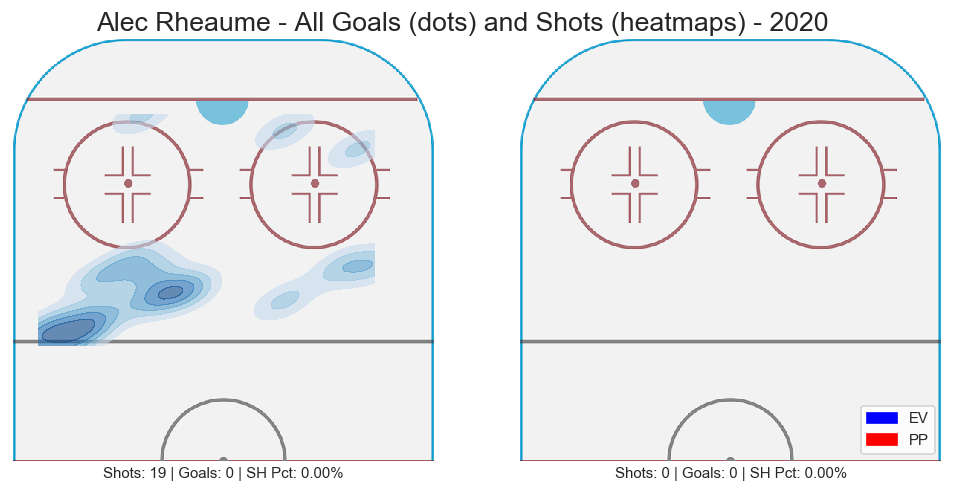 Alec Rheaume - All Goals (dots) and Shots (heatmaps) - 2020
EV
PP
Shots: 19 | Goals: 0 | SH Pct: 0.00%
Shots: 0 | Goals: 0 | SH Pct: 0.00%